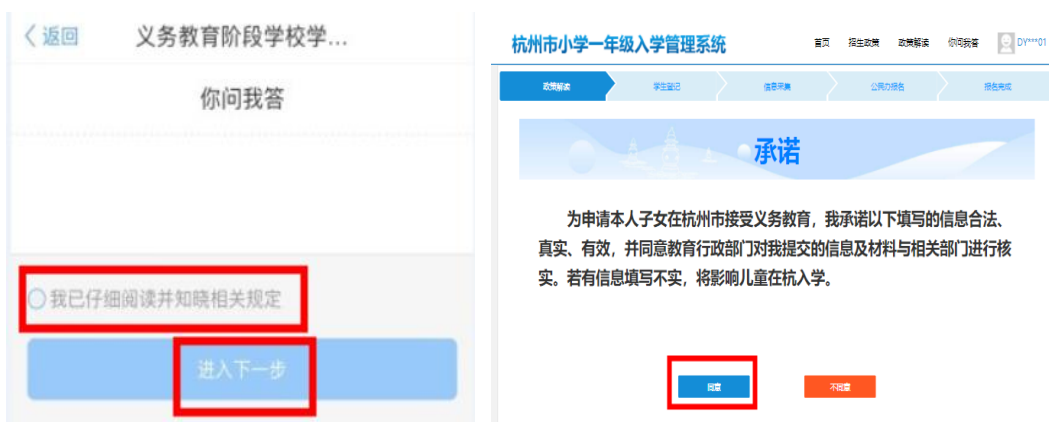 〈 返回 义务教育阶段学校学...
你问我答
我已仔细阅读并知晓相关规定
进入下一步
杭州市小学一年级入学管理系统 首页 招生政策 政策解读 你问我答 DY***01
政策解读 学生登记 信息采集 公民办报名 报名完成
承诺
为申请本人子女在杭州市接受义务教育，我承诺以下填写的信息合法、
真实、有效，并同意教育行政部门对我提交的信息及材料与相关部门进行核
实。若有信息填写不实，将影响儿童在杭入学。
同意 不同意